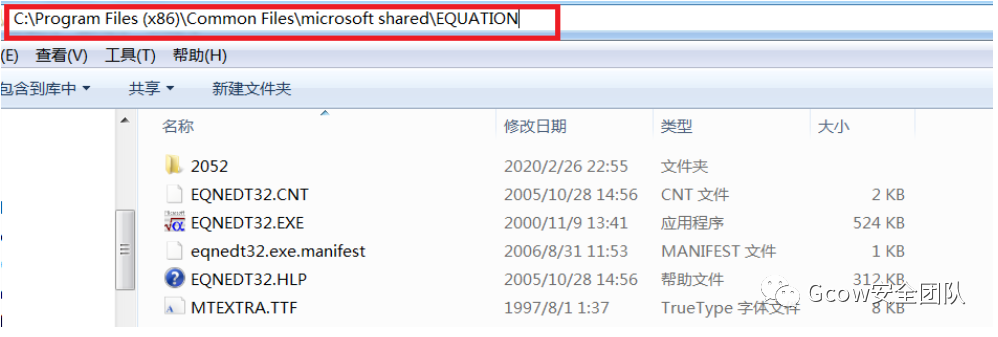 C:\Program Files (x86)\Common Files\microsoft shared\EQUATION
(E) 查看(V) 工具(T) 帮助(H)
包含到库中 共享 新建文件夹
名称 修改日期 类型 大小
2052 2020/2/26 22:55 文件夹
EQNEDT32.CNT 2005/10/28 14:56 CNT 文件 2 KB
EQNEDT32.EXE 2000/11/9 13:41 应用程序 524 KB
eqnedt32.exe.manifest 2006/8/31 11:53 MANIFEST 文件 1 KB
EQNEDT32.HLP 2005/10/28 14:56 帮助文件 312 KB
MTEXTRA.TTF 1997/8/1 1:37 TrueType 字体文件 8 KB
Gcow安全团队